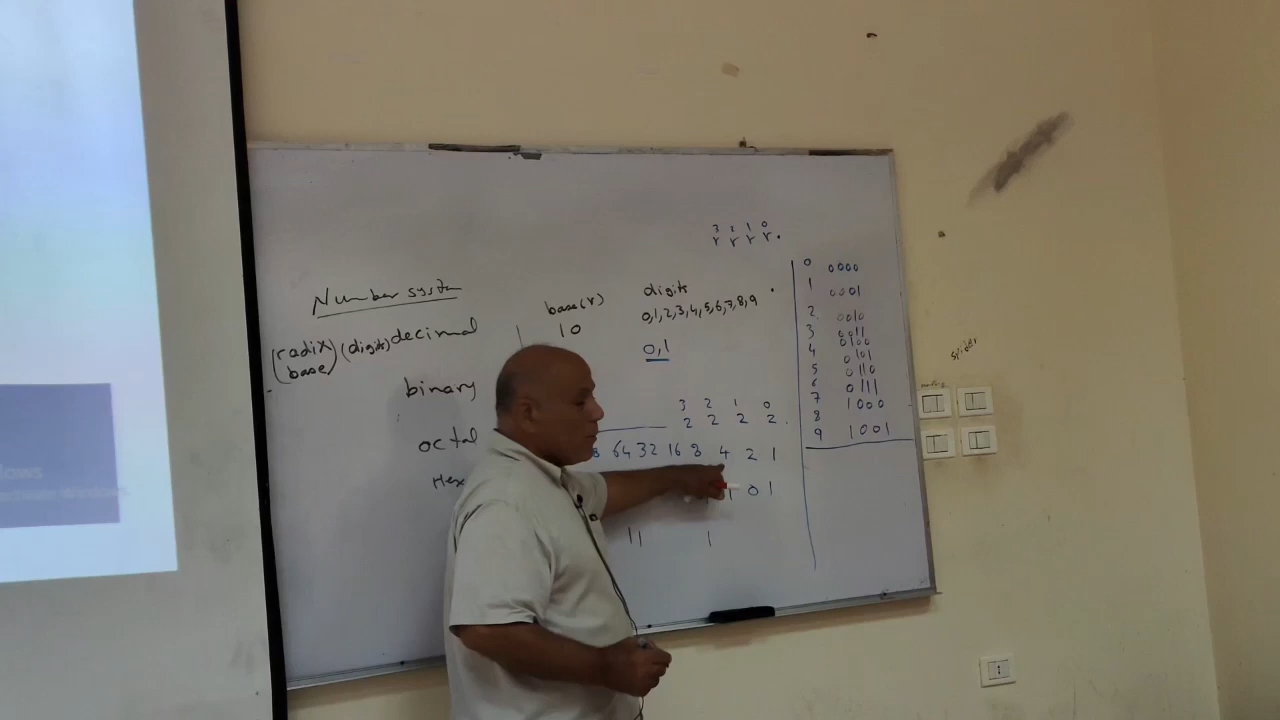 3 2 1 0
r r r r .
Number system
base(r)
digits
decimal
10
0,1,2,3,4,5,6,7,8,9
(radix base) (digits)
0,1
binary
3 2 1 0
2 2 2 2 .
octal
64 32 16 8 4 2 1
Hex
1 0 1
11 1
0 0000
1 0001
2 0010
3 0011
4 0100
5 0101
6 0110
7 0111
8 1000
9 1001
spider